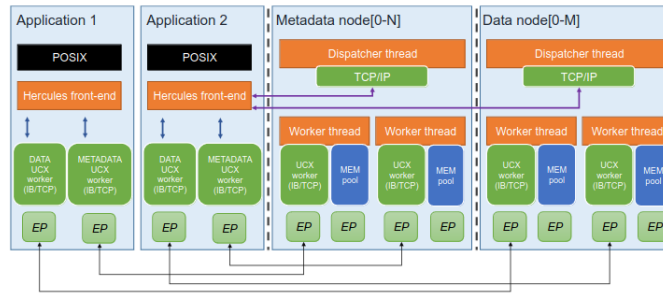 Application 1
POSIX
Hercules front-end
DATA
UCX
worker
(IB/TCP)
METADATA
UCX
worker
(IB/TCP)
EP
EP
Application 2
POSIX
Hercules front-end
DATA
UCX
worker
(IB/TCP)
METADATA
UCX
worker
(IB/TCP)
EP
EP
Metadata node[0-N]
Dispatcher thread
TCP/IP
Worker thread
Worker thread
UCX
worker
(IB/TCP)
MEM
pool
UCX
worker
(IB/TCP)
MEM
pool
EP
EP
EP
EP
Data node[0-M]
Dispatcher thread
TCP/IP
Worker thread
Worker thread
UCX
worker
(IB/TCP)
MEM
pool
UCX
worker
(IB/TCP)
MEM
pool
EP
EP
EP
EP